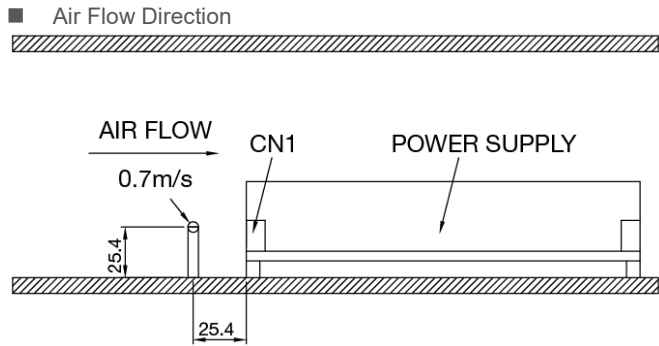 Air Flow Direction
AIR FLOW
CN1
POWER SUPPLY
0.7m/s
25.4
25.4